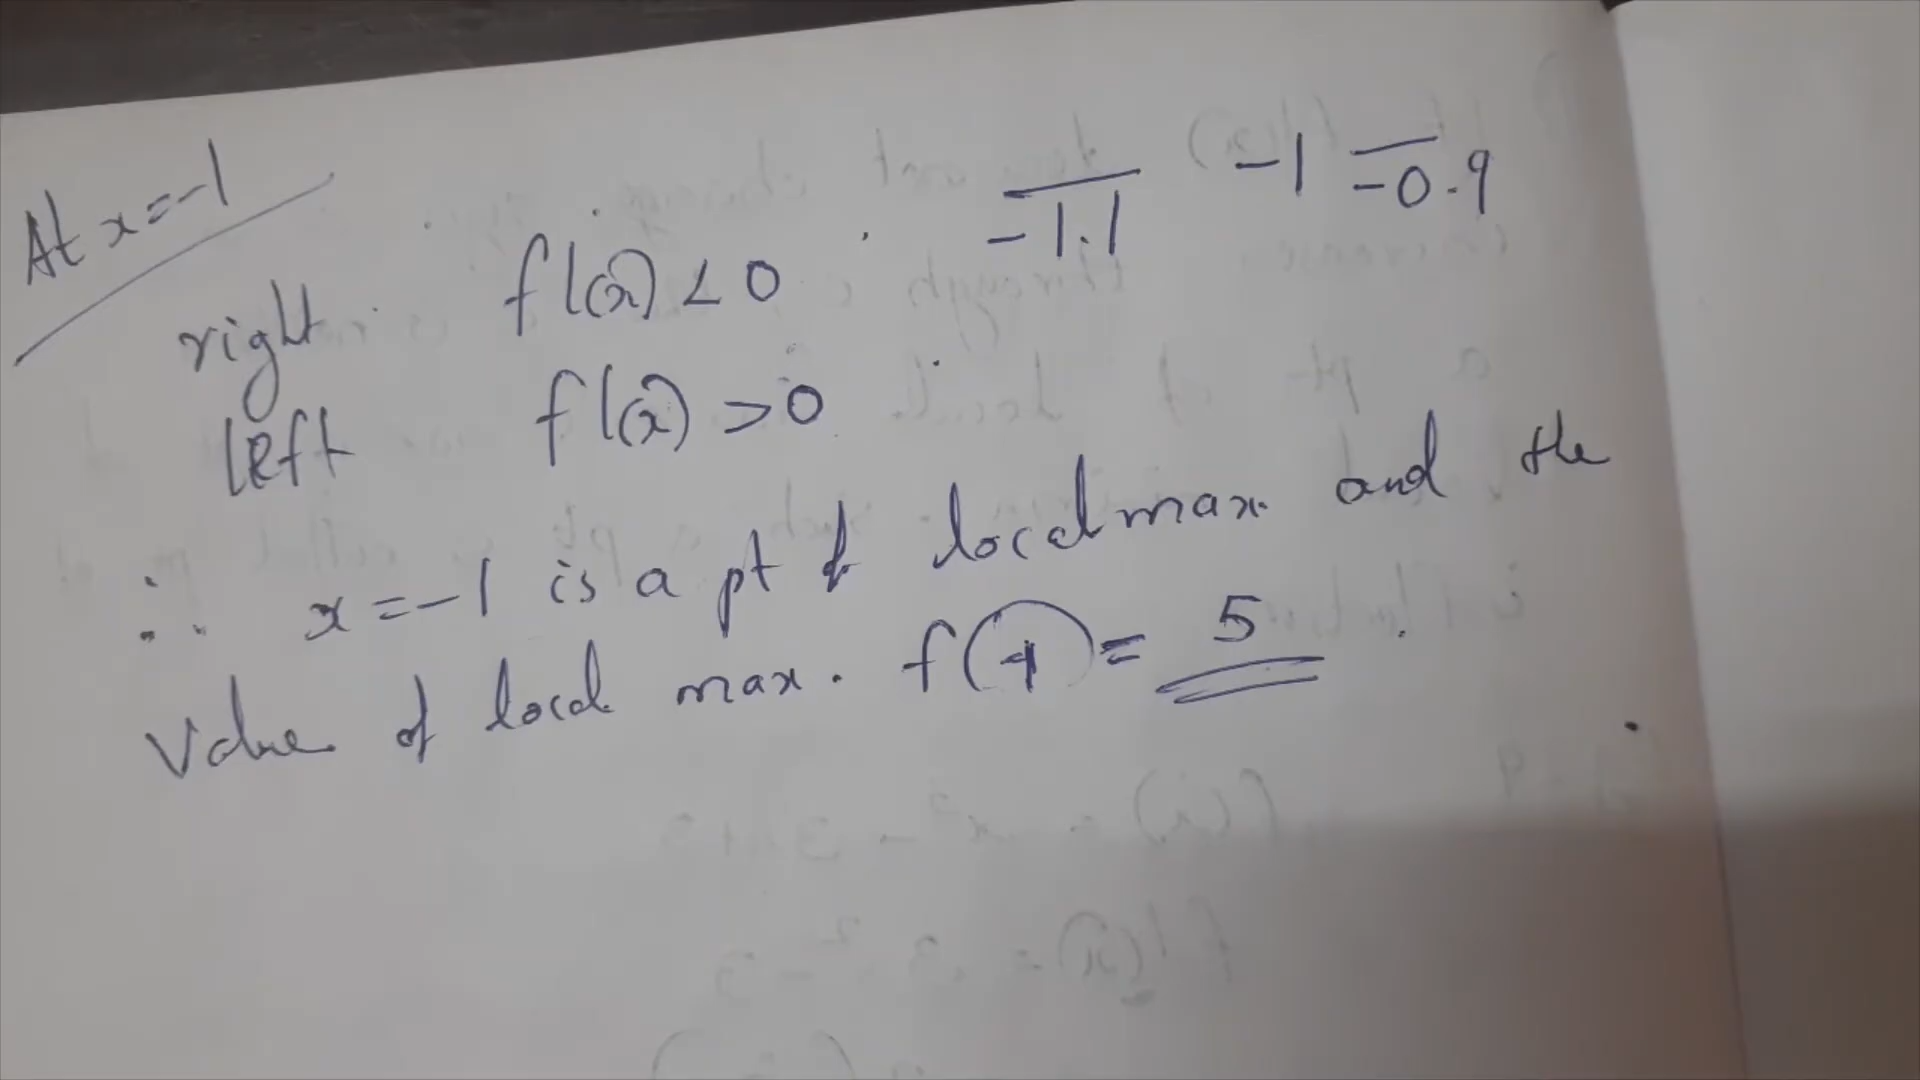 At x=-1
-1.1 -1 -0.9
right f'(x) < 0
left f'(x) > 0
∴ x=-1 is a pt of local max and the
value of local max. f(-1) = 5